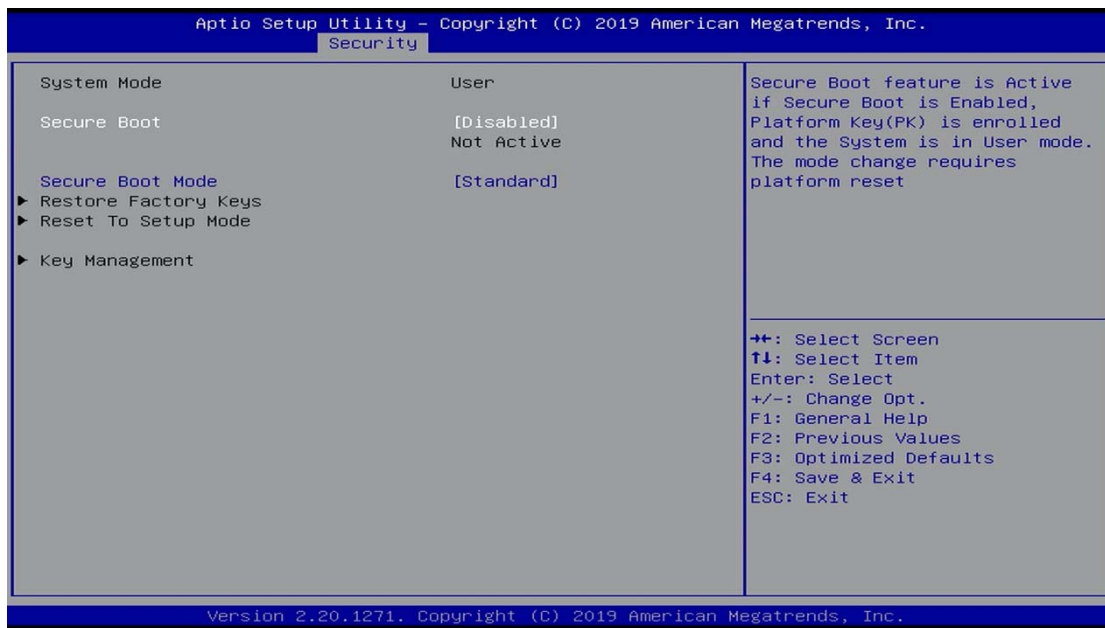 Aptio Setup Utility – Copyright (C) 2019 American Megatrends, Inc.
Security
System Mode User
Secure Boot [Disabled]
Not Active
Secure Boot Mode [Standard]
▶ Restore Factory Keys
▶ Reset To Setup Mode
▶ Key Management
Secure Boot feature is Active
if Secure Boot is Enabled,
Platform Key(PK) is enrolled
and the System is in User mode.
The mode change requires
platform reset
→←: Select Screen
↑↓: Select Item
Enter: Select
+/-: Change Opt.
F1: General Help
F2: Previous Values
F3: Optimized Defaults
F4: Save & Exit
ESC: Exit
Version 2.20.1271. Copyright (C) 2019 American Megatrends, Inc.